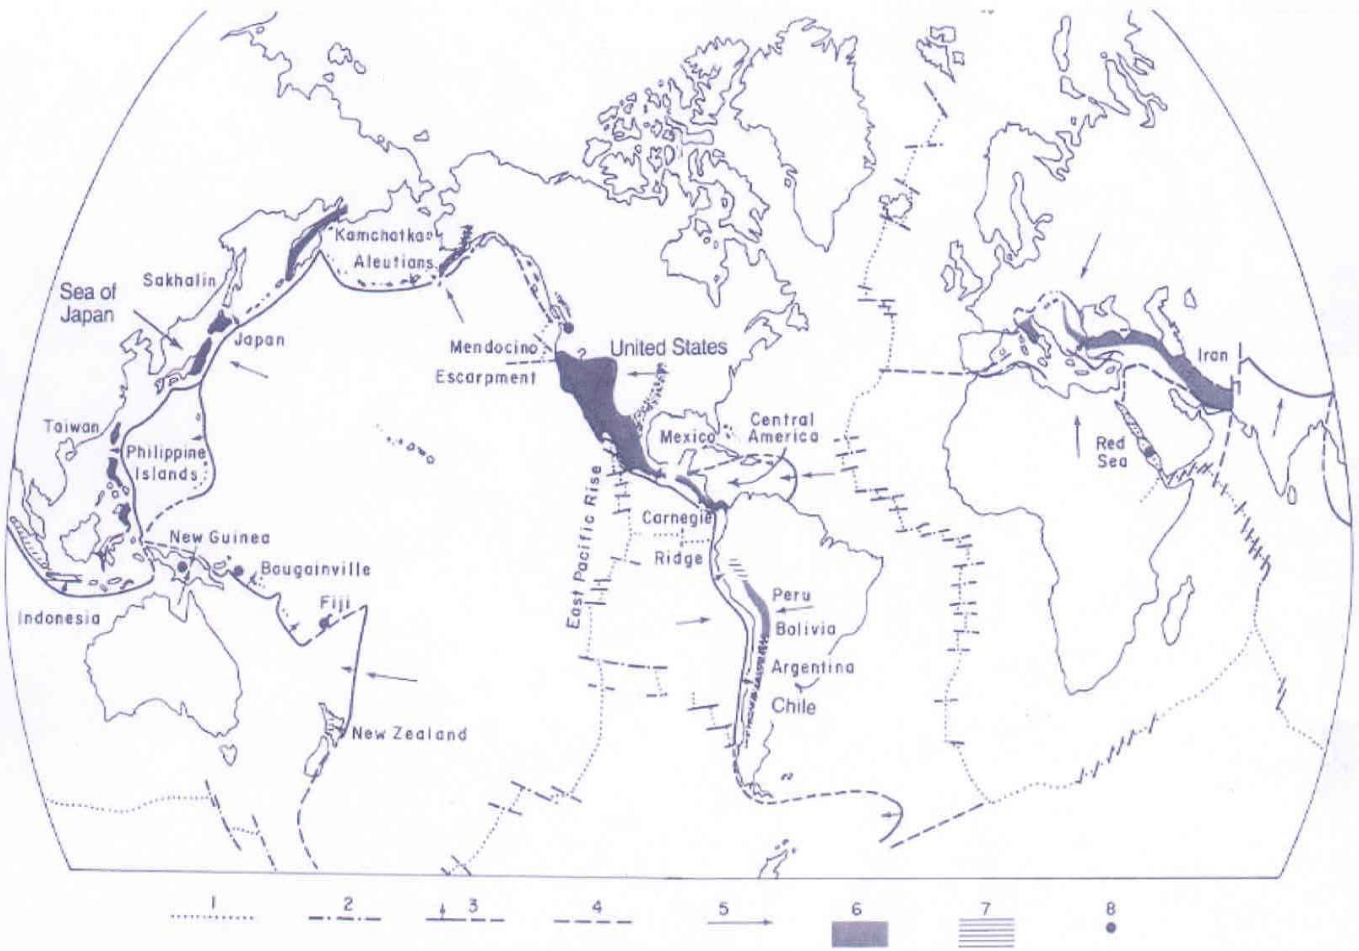 Kamchatka
Aleutians
Sakhalin
Sea of
Japan
Japan
Mendocino
Escarpment
?
United States
Iran
Taiwan
Philippine
Islands
Mexico
Central
America
Red
Sea
East Pacific Rise
Carnegie
Ridge
New Guinea
Bougainville
Fiji
Indonesia
Peru
Bolivia
Argentina
Chile
New Zealand
1 2 3 4 5 6 7 8